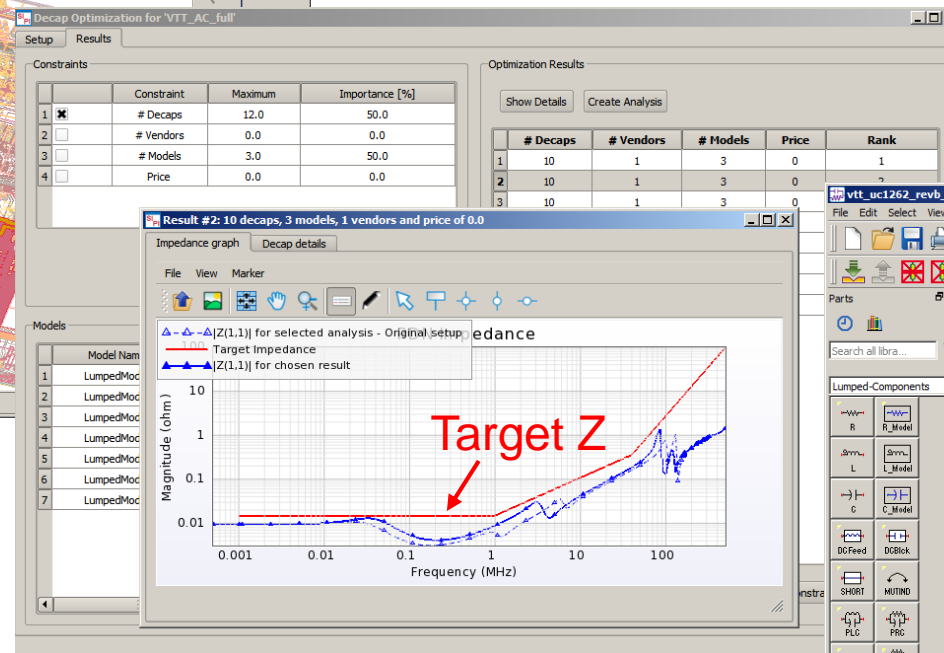 Decap Optimization for 'VTT_AC_full'
Setup Results
Constraints
Constraint Maximum Importance [%]
1 # Decaps 12.0 50.0
2 # Vendors 0.0 0.0
3 # Models 3.0 50.0
4 Price 0.0 0.0
Optimization Results
Show Details Create Analysis
# Decaps # Vendors # Models Price Rank
1 10 1 3 0 1
2 10 1 3 0 2
3 10 1 3 0
vtt_uc1262_revb_
File Edit Select View
Parts
Search all libra...
Lumped-Components
R R_Model
L L_Model
C C_Model
DCFeed DCBlck
SHORT MUTIND
PLC PRC
Models
Model Nam
1 LumpedMod
2 LumpedMod
3 LumpedMod
4 LumpedMod
5 LumpedMod
6 LumpedMod
7 LumpedMod
Result #2: 10 decaps, 3 models, 1 vendors and price of 0.0
Impedance graph Decap details
File View Marker
|Z(1,1)| for selected analysis - Original setup
Target Impedance
|Z(1,1)| for chosen result
edance
100
10
1
0.1
0.01
Magnitude (ohm)
Target Z
0.001 0.01 0.1 1 10 100
Frequency (MHz)
onstra